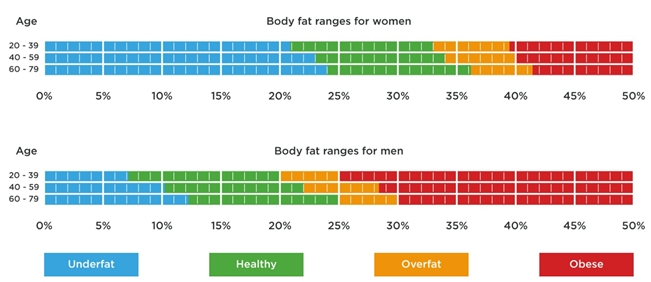 Age Body fat ranges for women
20 - 39
40 - 59
60 - 79
0% 5% 10% 15% 20% 25% 30% 35% 40% 45% 50%
Age Body fat ranges for men
20 - 39
40 - 59
60 - 79
0% 5% 10% 15% 20% 25% 30% 35% 40% 45% 50%
Underfat Healthy Overfat Obese